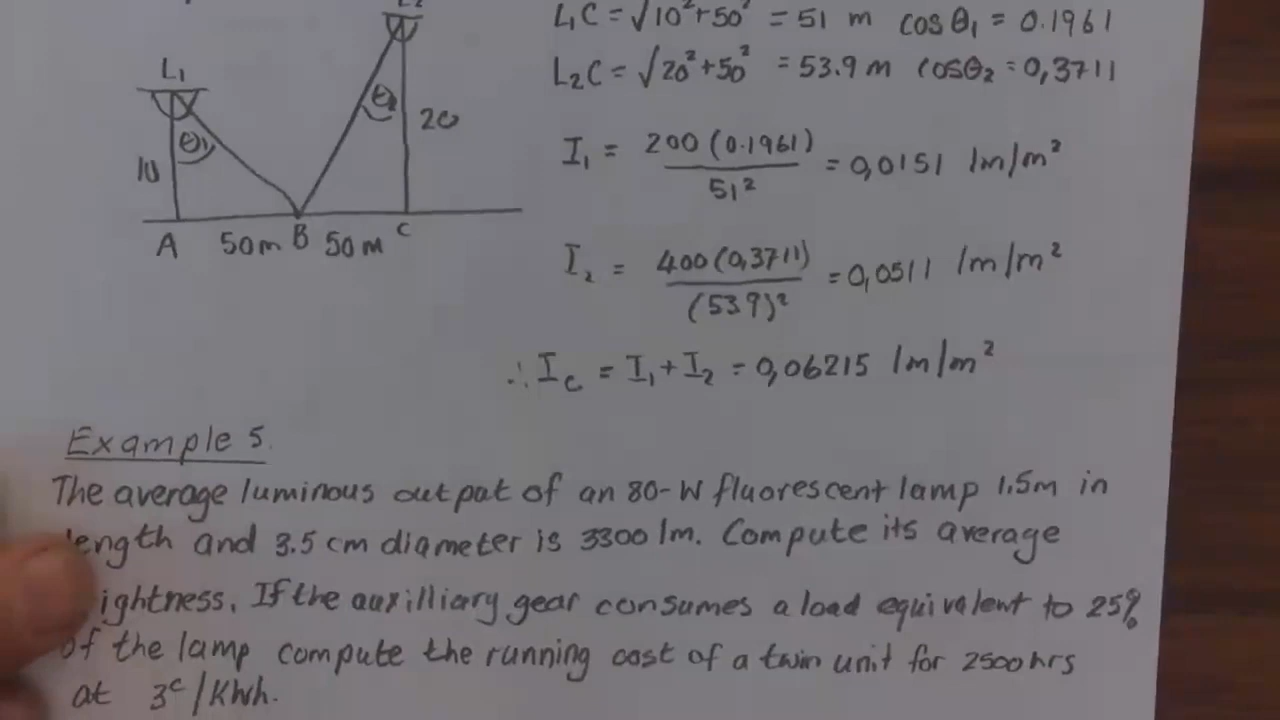 L₁C = √10²+50² = 51 m cos θ₁ = 0.1961
L₂C = √20²+50² = 53.9 m cosθ₂ = 0,3711
L₁
θ₁
θ₂
10
20
A 50m B 50m C
I₁ = 200 (0.1961) / 51² = 0,0151 lm/m²
I₂ = 400 (0,3711) / (53.9)² = 0,0511 lm/m²
∴ I_C = I₁ + I₂ = 0,06215 lm/m²
Example 5.
The average luminous output of an 80-W fluorescent lamp 1.5m in
length and 3.5 cm diameter is 3300 lm. Compute its average
ightness. If the auxilliary gear consumes a load equivalent to 25%
of the lamp compute the running cost of a twin unit for 2500hrs
at 3c/Kwh.